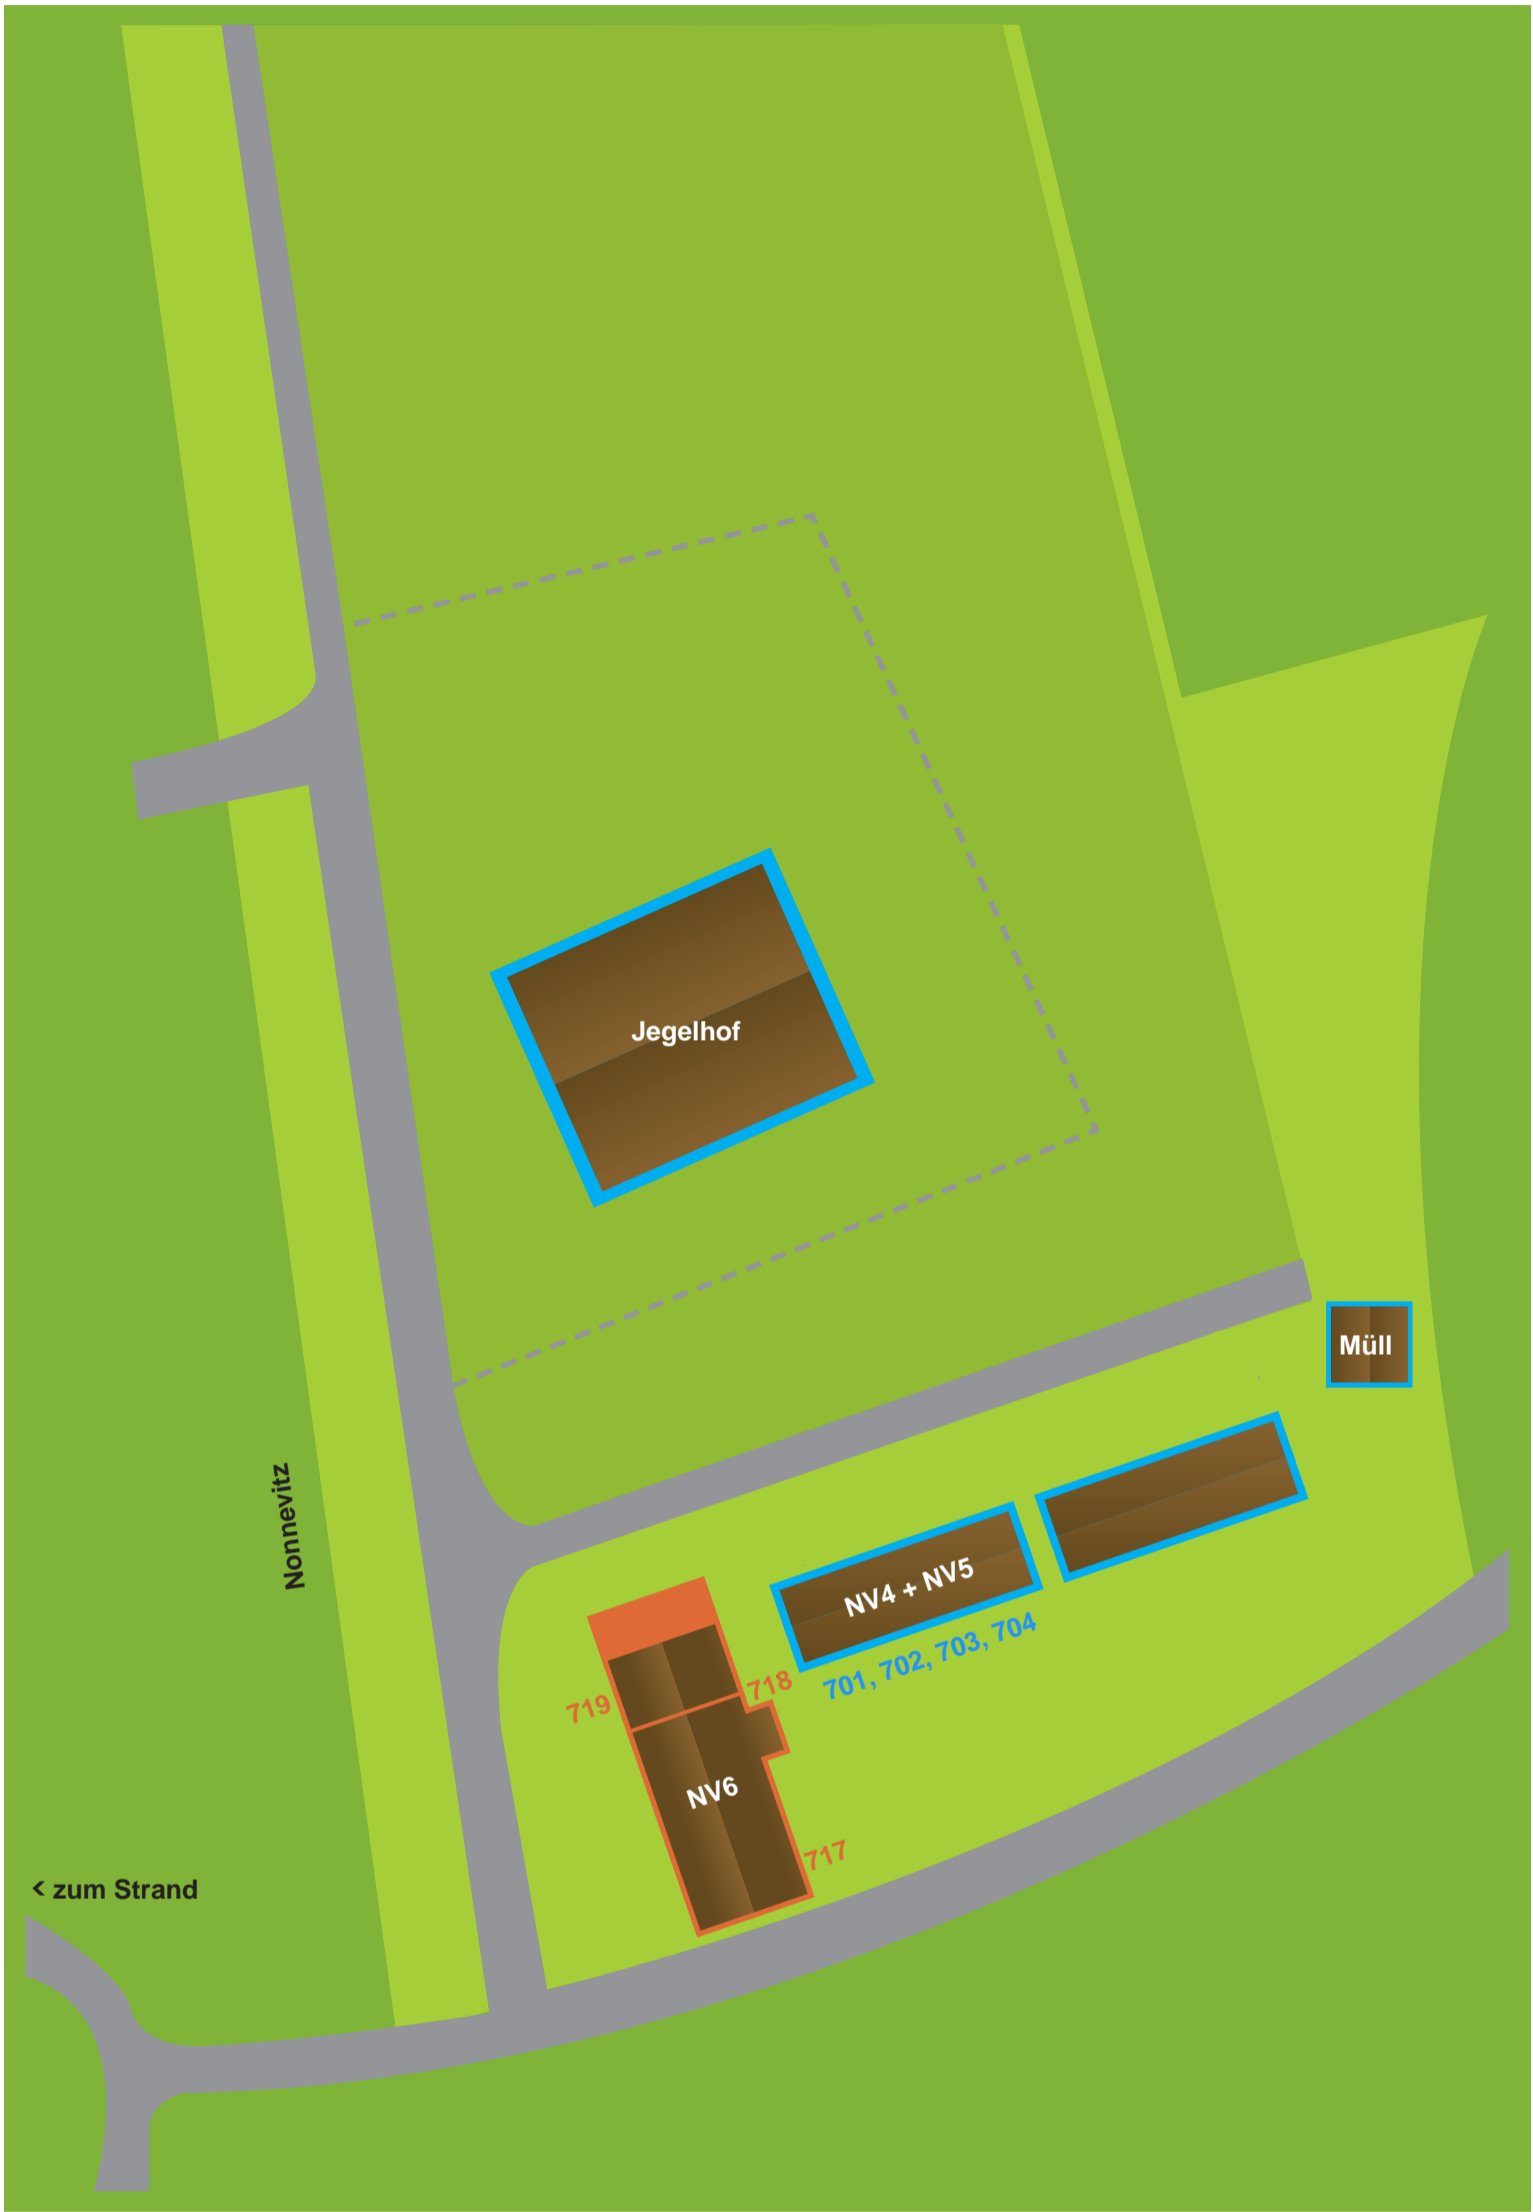 Jegelhof
Müll
Nonnevitz
NV4 + NV5
701, 702, 703, 704
719
718
NV6
717
< zum Strand